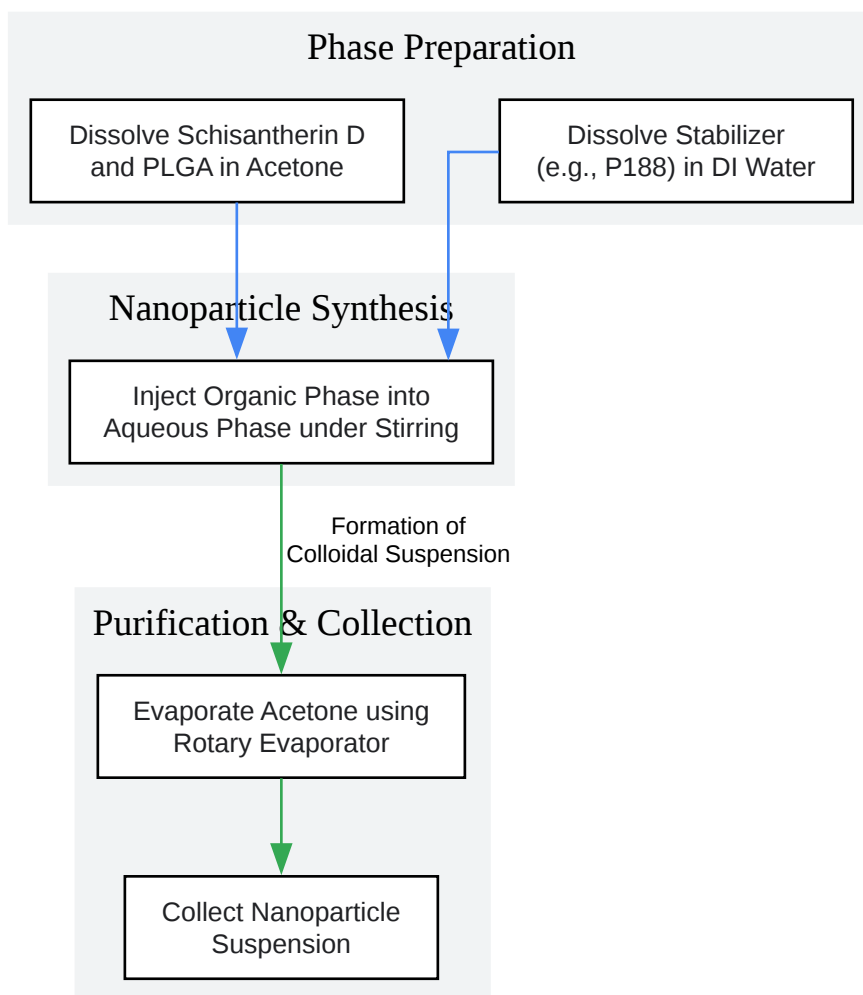 Phase Preparation
Dissolve Schisantherin D
and PLGA in Acetone
Dissolve Stabilizer
(e.g., P188) in DI Water
Nanoparticle Synthesis
Inject Organic Phase into
Aqueous Phase under Stirring
Formation of
Colloidal Suspension
Purification & Collection
Evaporate Acetone using
Rotary Evaporator
Collect Nanoparticle
Suspension